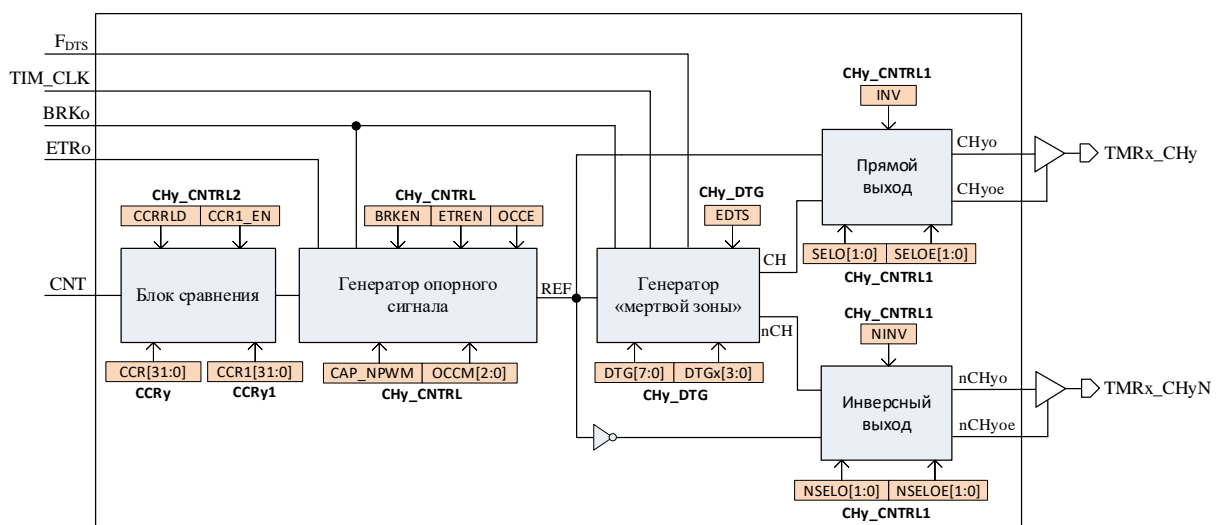 F_DTS
TIM_CLK
BRKo
ETRo
CNT
CHy_CNTRL2
CCRRLD CCR1_EN
Блок сравнения
CCR[31:0] CCR1[31:0]
CCRy CCRy1
CHy_CNTRL
BRKEN ETREN OCCE
Генератор опорного
сигнала
CAP_NPWM OCCM[2:0]
CHy_CNTRL
REF
CHy_DTG
EDTS
Генератор
«мертвой зоны»
DTG[7:0] DTGx[3:0]
CHy_DTG
CH
nCH
CHy_CNTRL1
INV
Прямой
выход
SELO[1:0] SELOE[1:0]
CHy_CNTRL1
CHyo
CHyoe
TMRx_CHy
CHy_CNTRL1
NINV
Инверсный
выход
NSELO[1:0] NSELOE[1:0]
CHy_CNTRL1
nCHyo
nCHyoe
TMRx_CHyN